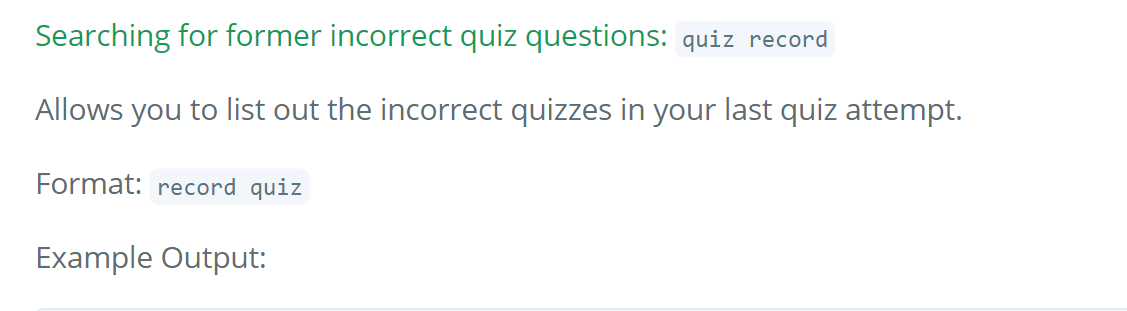 Searching for former incorrect quiz questions: quiz record
Allows you to list out the incorrect quizzes in your last quiz attempt.
Format: record quiz
Example Output: